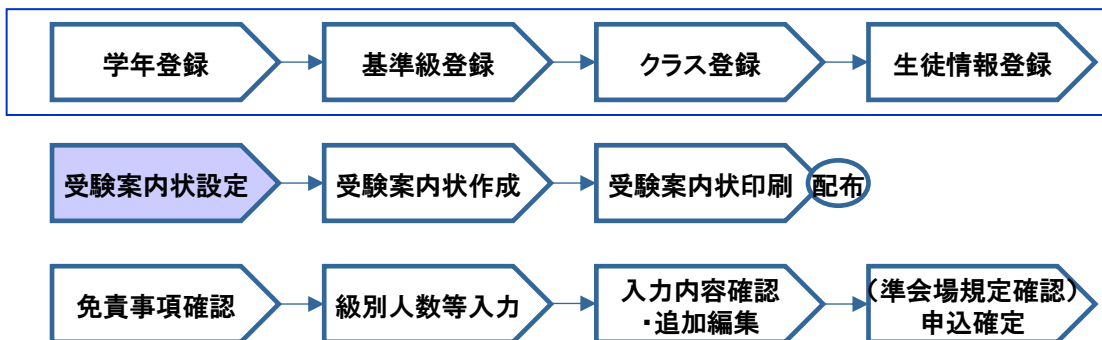 学年登録
基準級登録
クラス登録
生徒情報登録
受験案内状設定
受験案内状作成
受験案内状印刷
配布
免責事項確認
級別人数等入力
入力内容確認
・追加編集
（準会場規定確認）
申込確定